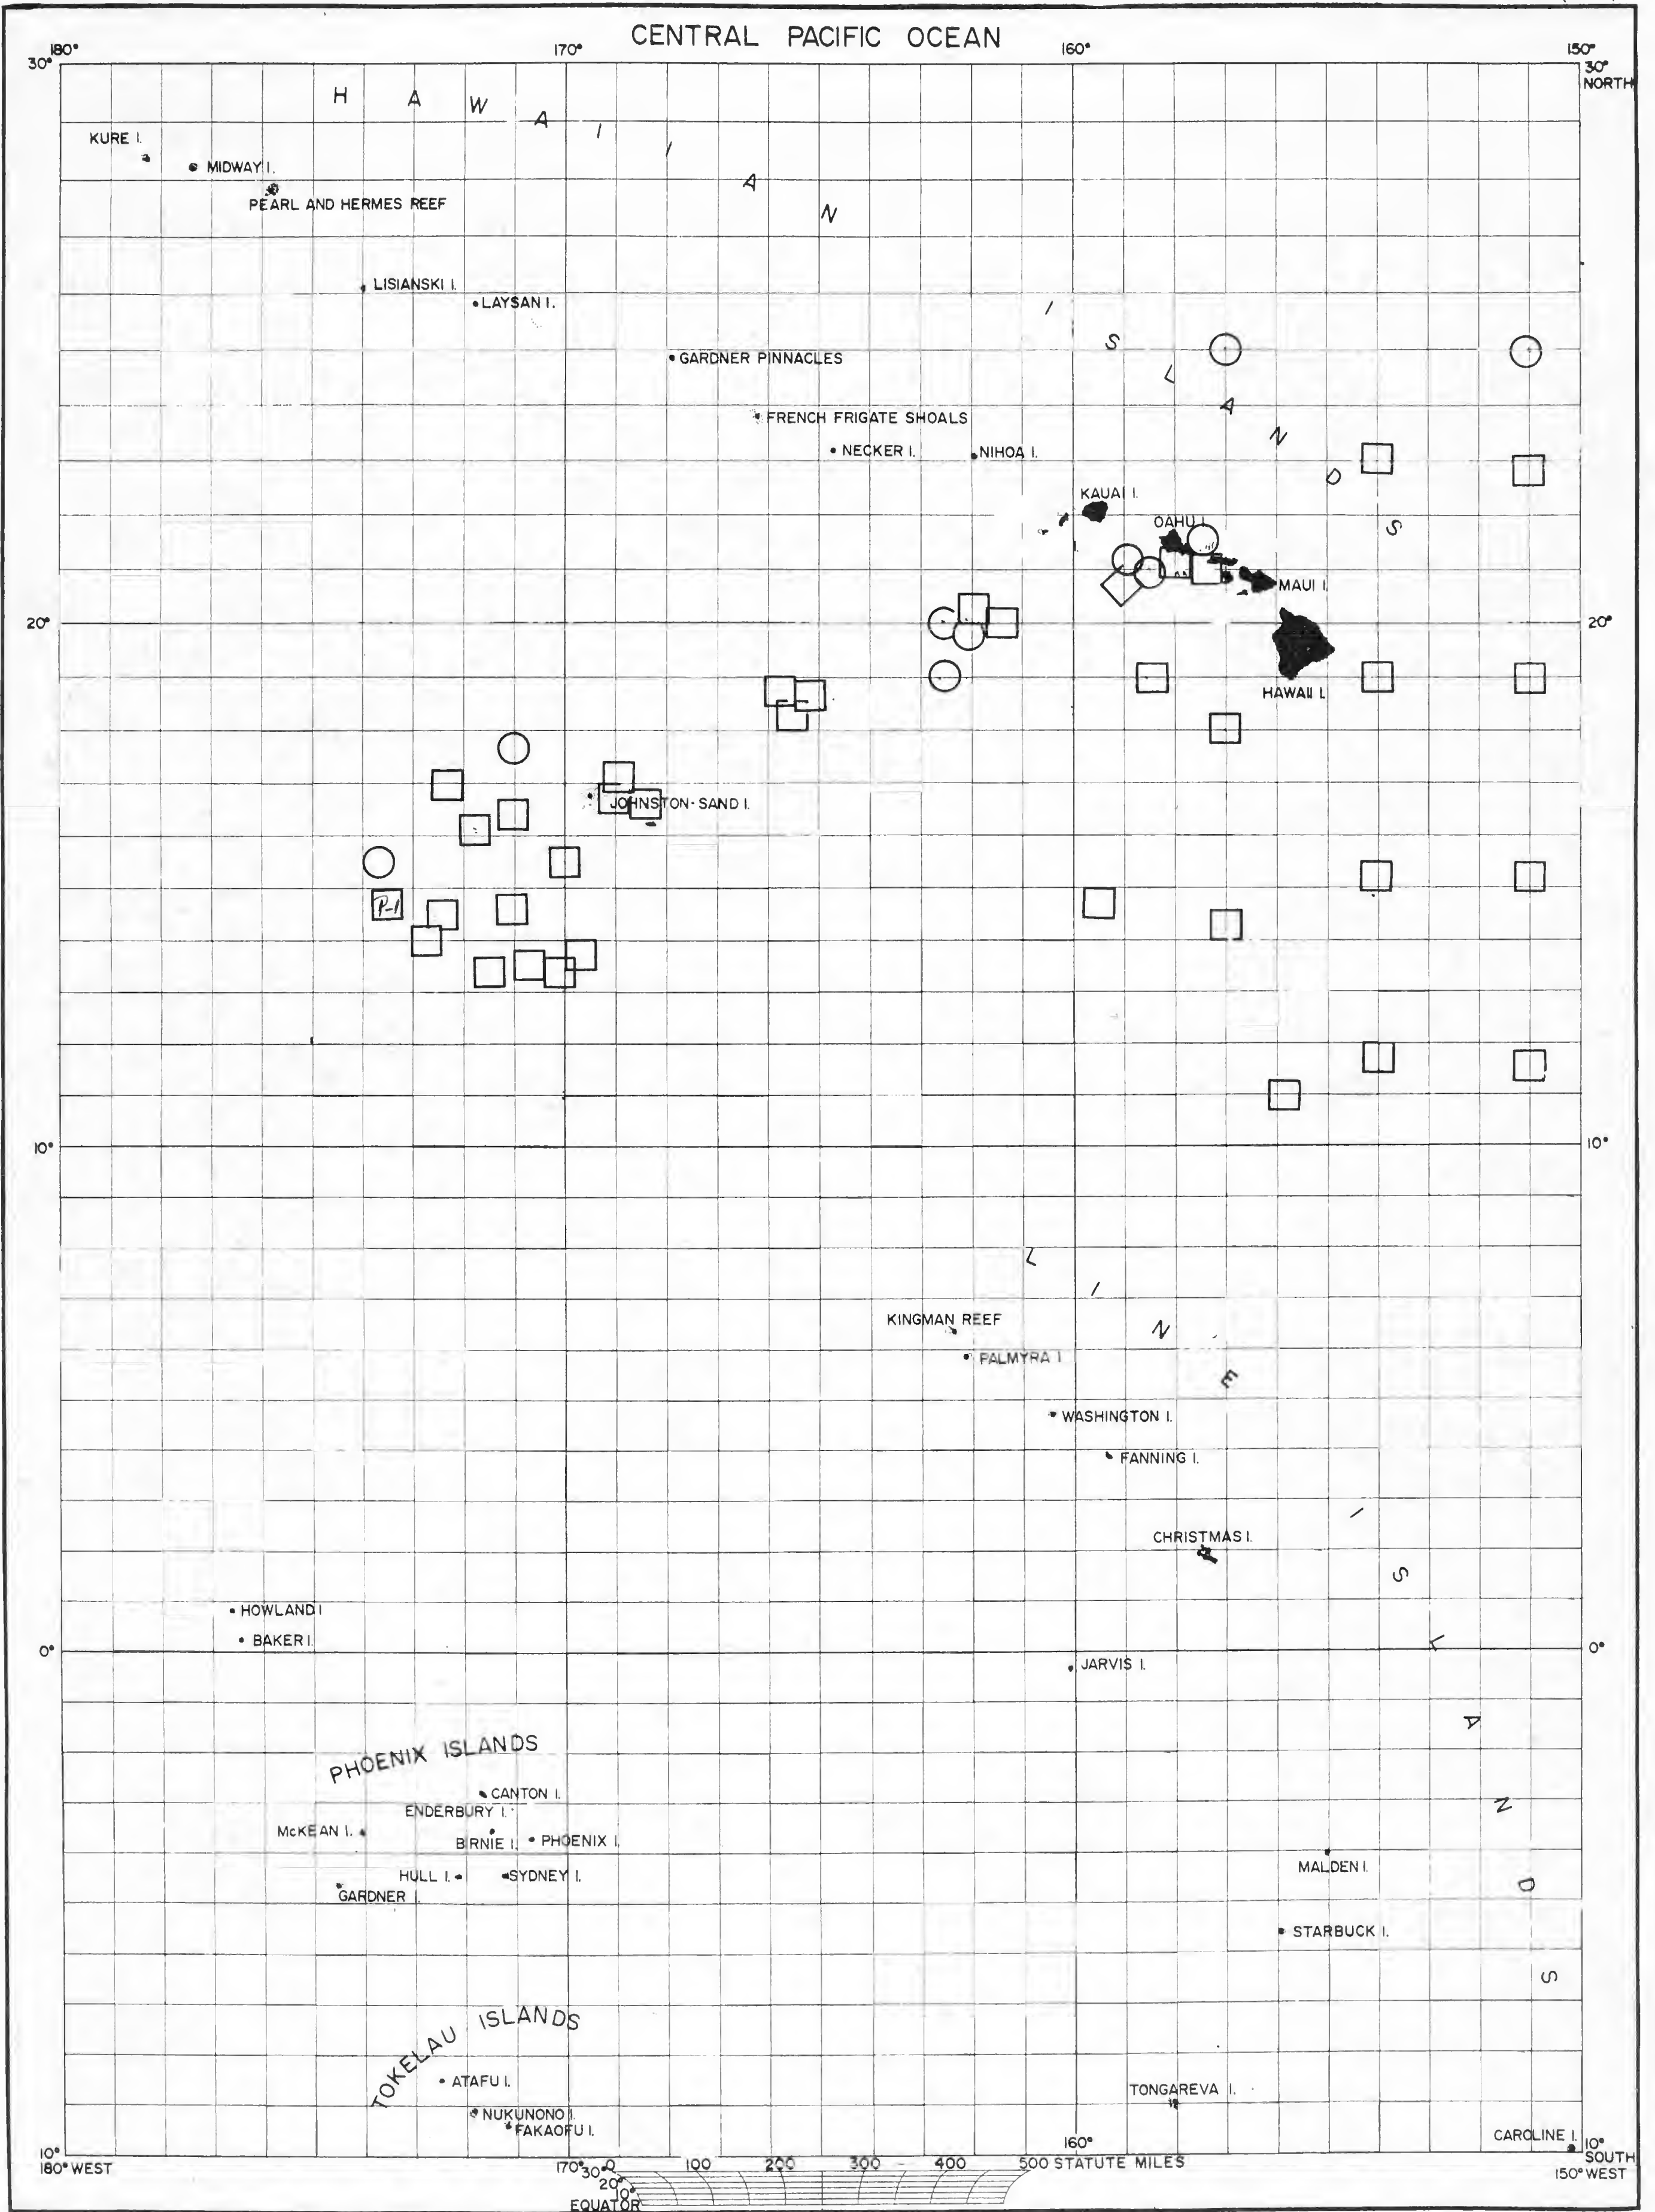 CENTRAL PACIFIC OCEAN
180° 170° 160° 150°
30° 30°
NORTH
H A W A I I A N
KURE I.
MIDWAY I.
PEARL AND HERMES REEF
LISIANSKI I.
LAYSAN I.
I S L A N D S
GARDNER PINNACLES
FRENCH FRIGATE SHOALS
NECKER I.
NIHOA I.
KAUAI I.
OAHU I.
MAUI I.
20° 20°
HAWAII I.
JOHNSTON-SAND I.
P-1
10° 10°
L I N E
KINGMAN REEF
PALMYRA I
WASHINGTON I.
FANNING I.
CHRISTMAS I.
I S L A N D S
HOWLAND I
BAKER I.
0° 0°
JARVIS I.
PHOENIX ISLANDS
CANTON I.
ENDERBURY I.
McKEAN I.
BIRNIE I.
PHOENIX I.
HULL I.
SYDNEY I.
GARDNER I.
MALDEN I.
STARBUCK I.
TOKELAU ISLANDS
ATAFU I.
NUKUNONO I.
FAKAOFU I.
TONGAREVA I.
CAROLINE I.
10° 160° 10°
SOUTH
180° WEST 170° 150° WEST
30° 0 100 200 300 400 500 STATUTE MILES
20°
10°
EQUATOR